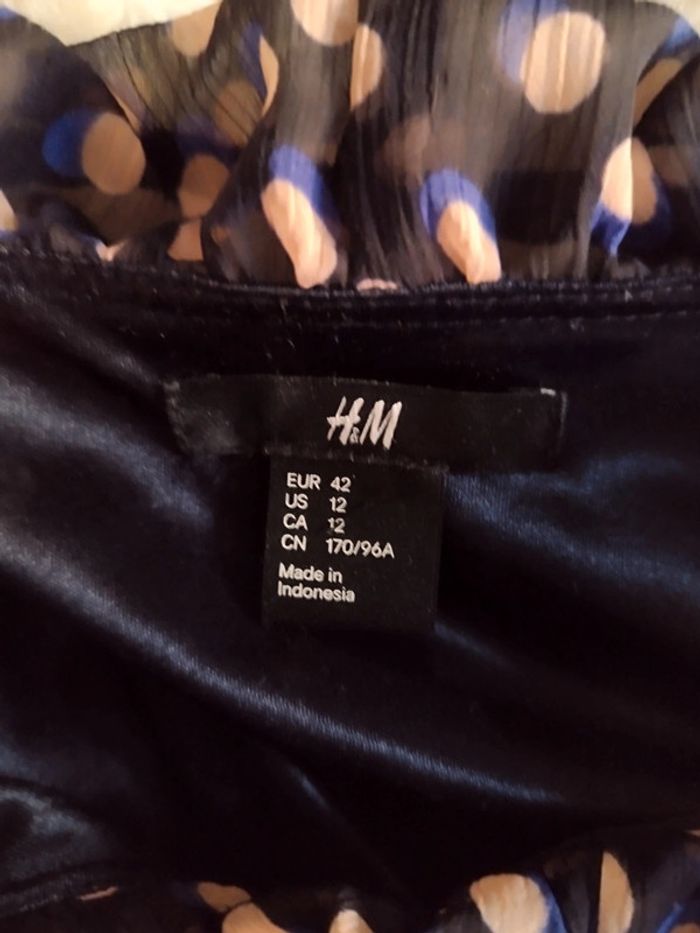 H&M
EUR 42
US 12
CA 12
CN 170/96A
Made in
Indonesia